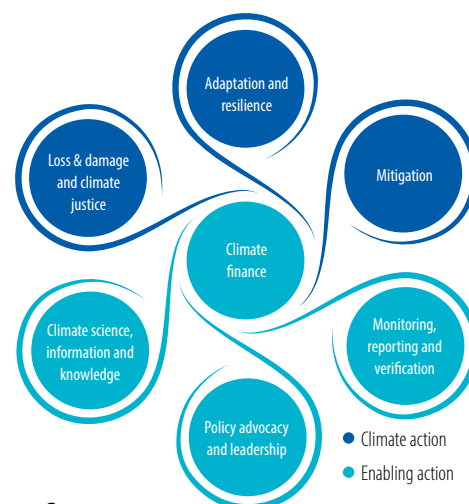 Adaptation and
resilience
Loss & damage
and climate
justice
Mitigation
Climate
finance
Climate science,
information and
knowledge
Monitoring,
reporting and
verification
Policy advocacy
and leadership
Climate action
Enabling action